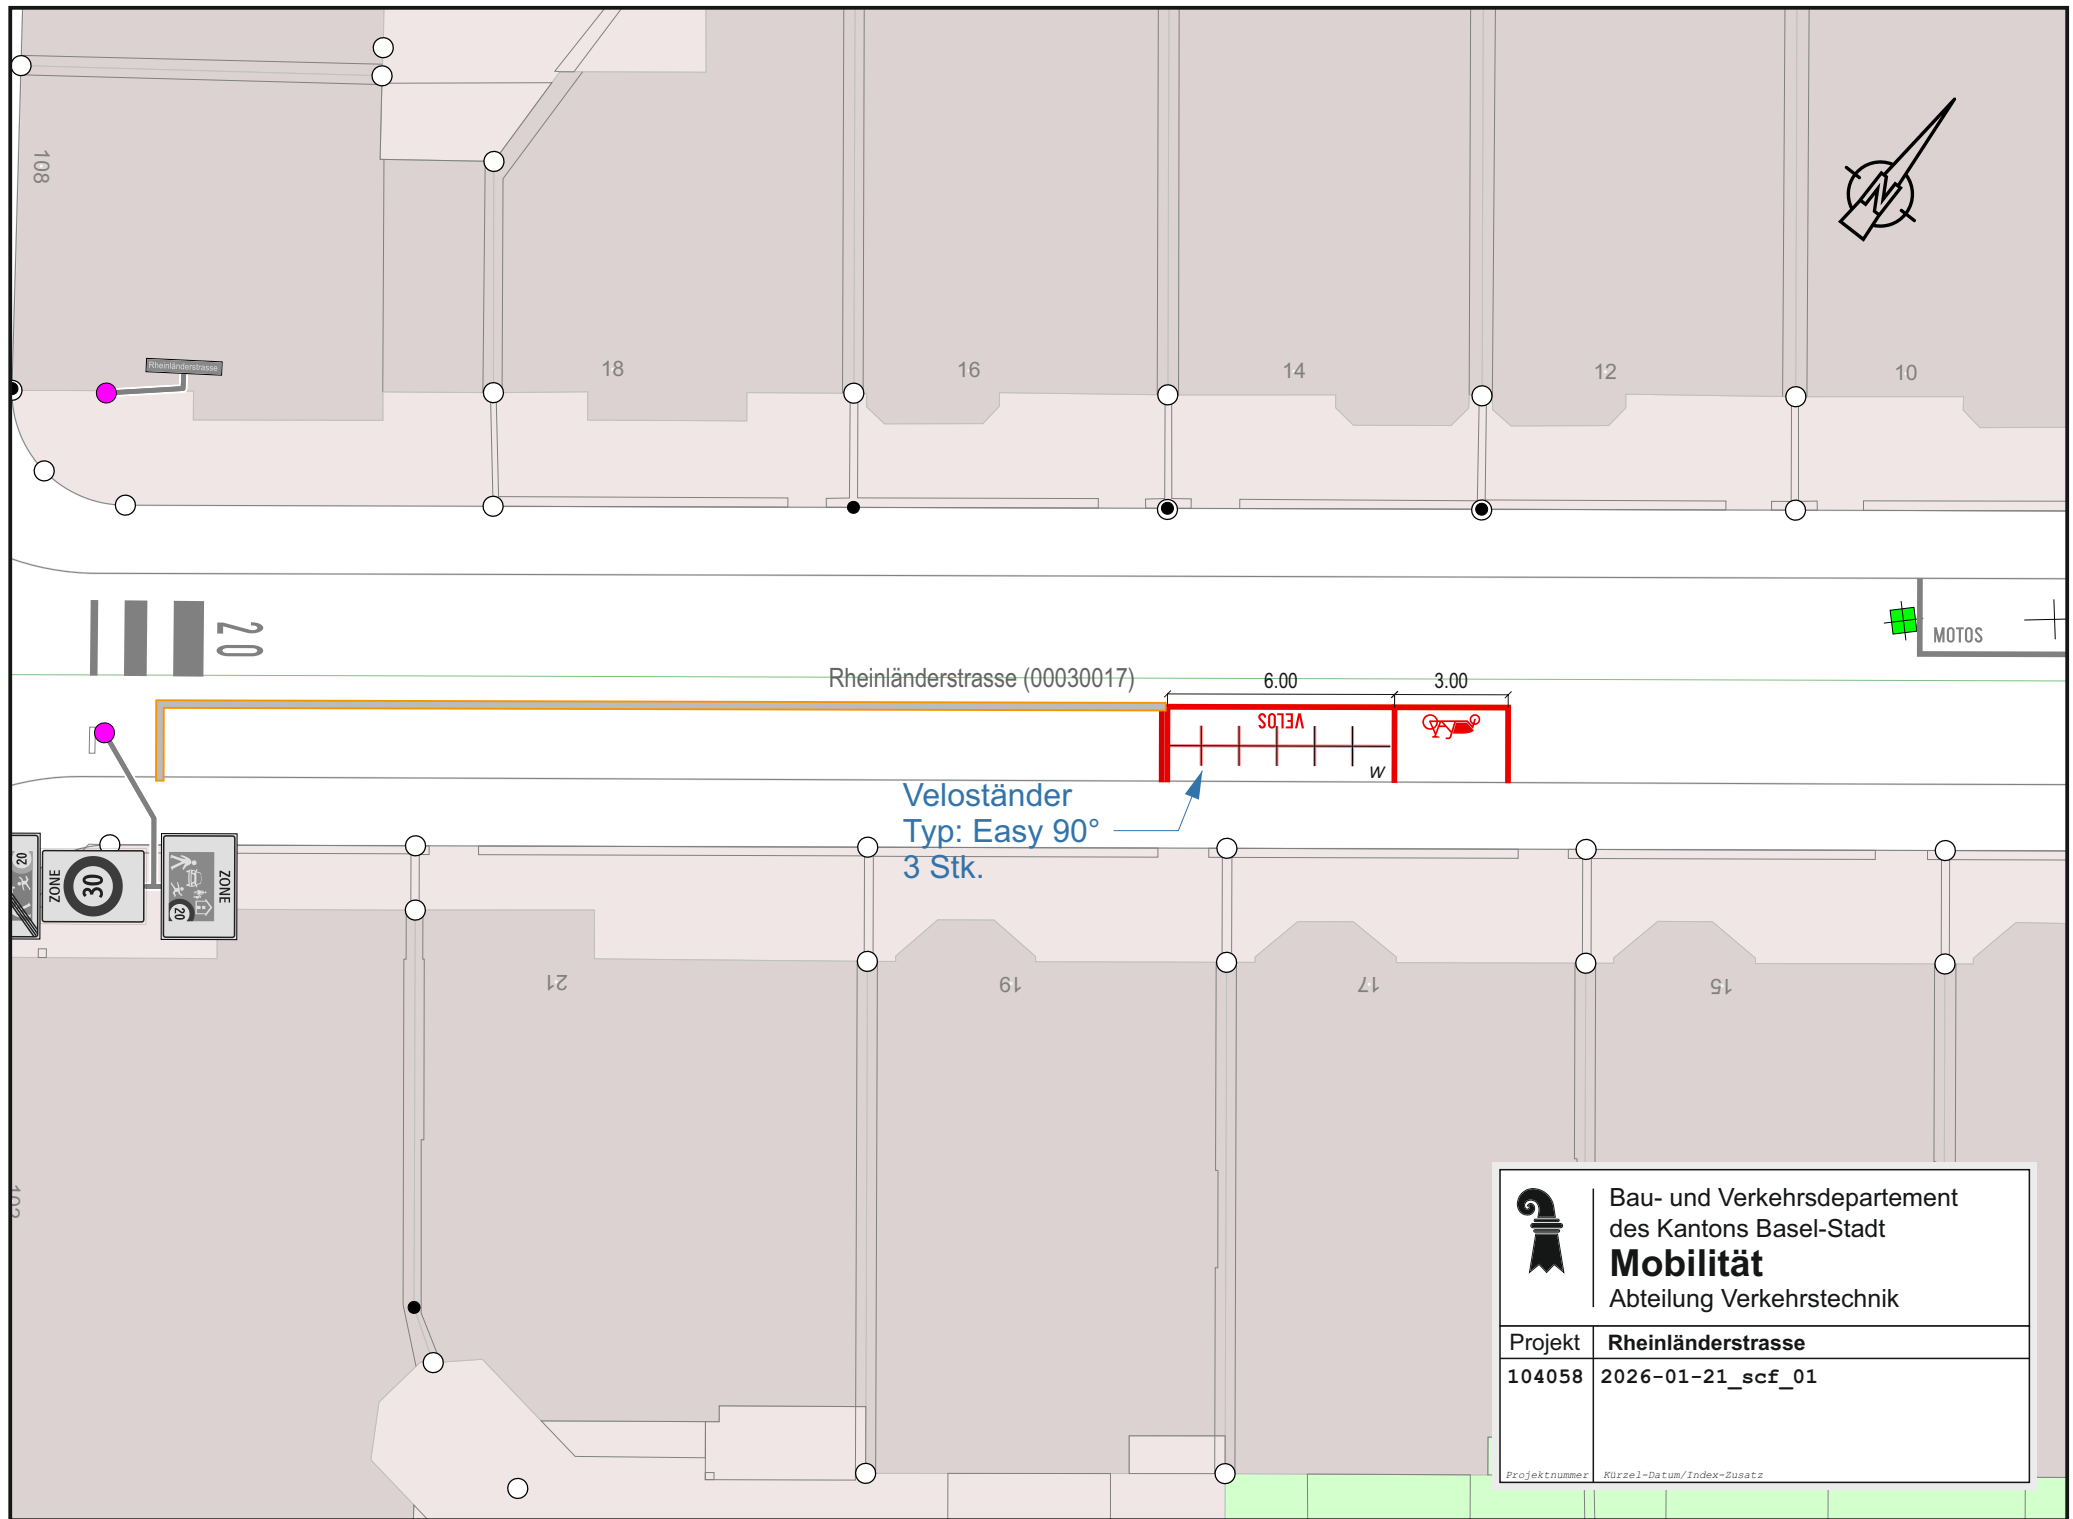 108
Rheinländerstrasse
18
16
14
12
10
N
20
MOTOS
Rheinländerstrasse (00030017)
6.00
3.00
VELOS
W
Veloständer
Typ: Easy 90°
3 Stk.
20
ZONE
30
20
ZONE
21
19
17
15
Bau- und Verkehrsdepartement
des Kantons Basel-Stadt
Mobilität
Abteilung Verkehrstechnik
Projekt
Rheinländerstrasse
104058
2026-01-21_scf_01
Projektnummer
Kürzel-Datum/Index-Zusatz